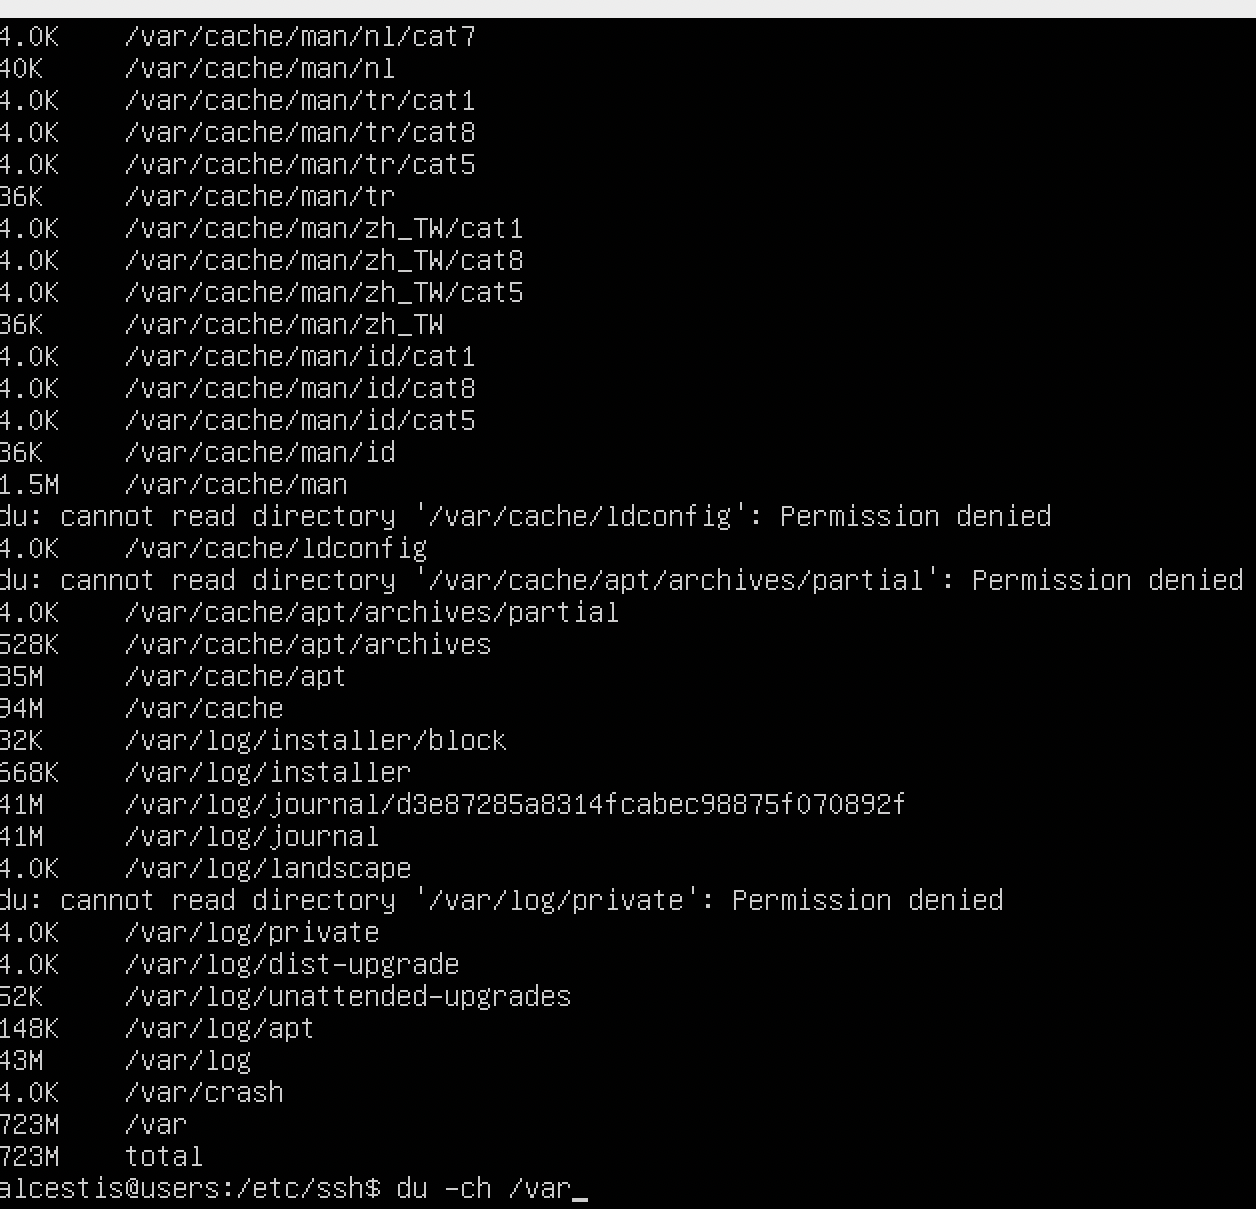 4.0K /var/cache/man/nl/cat7
40K /var/cache/man/nl
4.0K /var/cache/man/tr/cat1
4.0K /var/cache/man/tr/cat8
4.0K /var/cache/man/tr/cat5
36K /var/cache/man/tr
4.0K /var/cache/man/zh_TW/cat1
4.0K /var/cache/man/zh_TW/cat8
4.0K /var/cache/man/zh_TW/cat5
36K /var/cache/man/zh_TW
4.0K /var/cache/man/id/cat1
4.0K /var/cache/man/id/cat8
4.0K /var/cache/man/id/cat5
36K /var/cache/man/id
1.5M /var/cache/man
du: cannot read directory '/var/cache/ldconfig': Permission denied
4.0K /var/cache/ldconfig
du: cannot read directory '/var/cache/apt/archives/partial': Permission denied
4.0K /var/cache/apt/archives/partial
528K /var/cache/apt/archives
/var/cache/apt
94M /var/cache
32K /var/log/installer/block
668K /var/log/installer
41M /var/log/journal/d3e87285a8314fcabec98875f070892f
41M /var/log/journal
4.0K /var/log/landscape
du: cannot read directory '/var/log/private': Permission denied
4.0K /var/log/private
4.0K /var/log/dist-upgrade
52K /var/log/unattended-upgrades
148K /var/log/apt
43M /var/log
4.0K /var/crash
723M /var
723M total
alcestis@users:/etc/ssh$ du -ch /var_